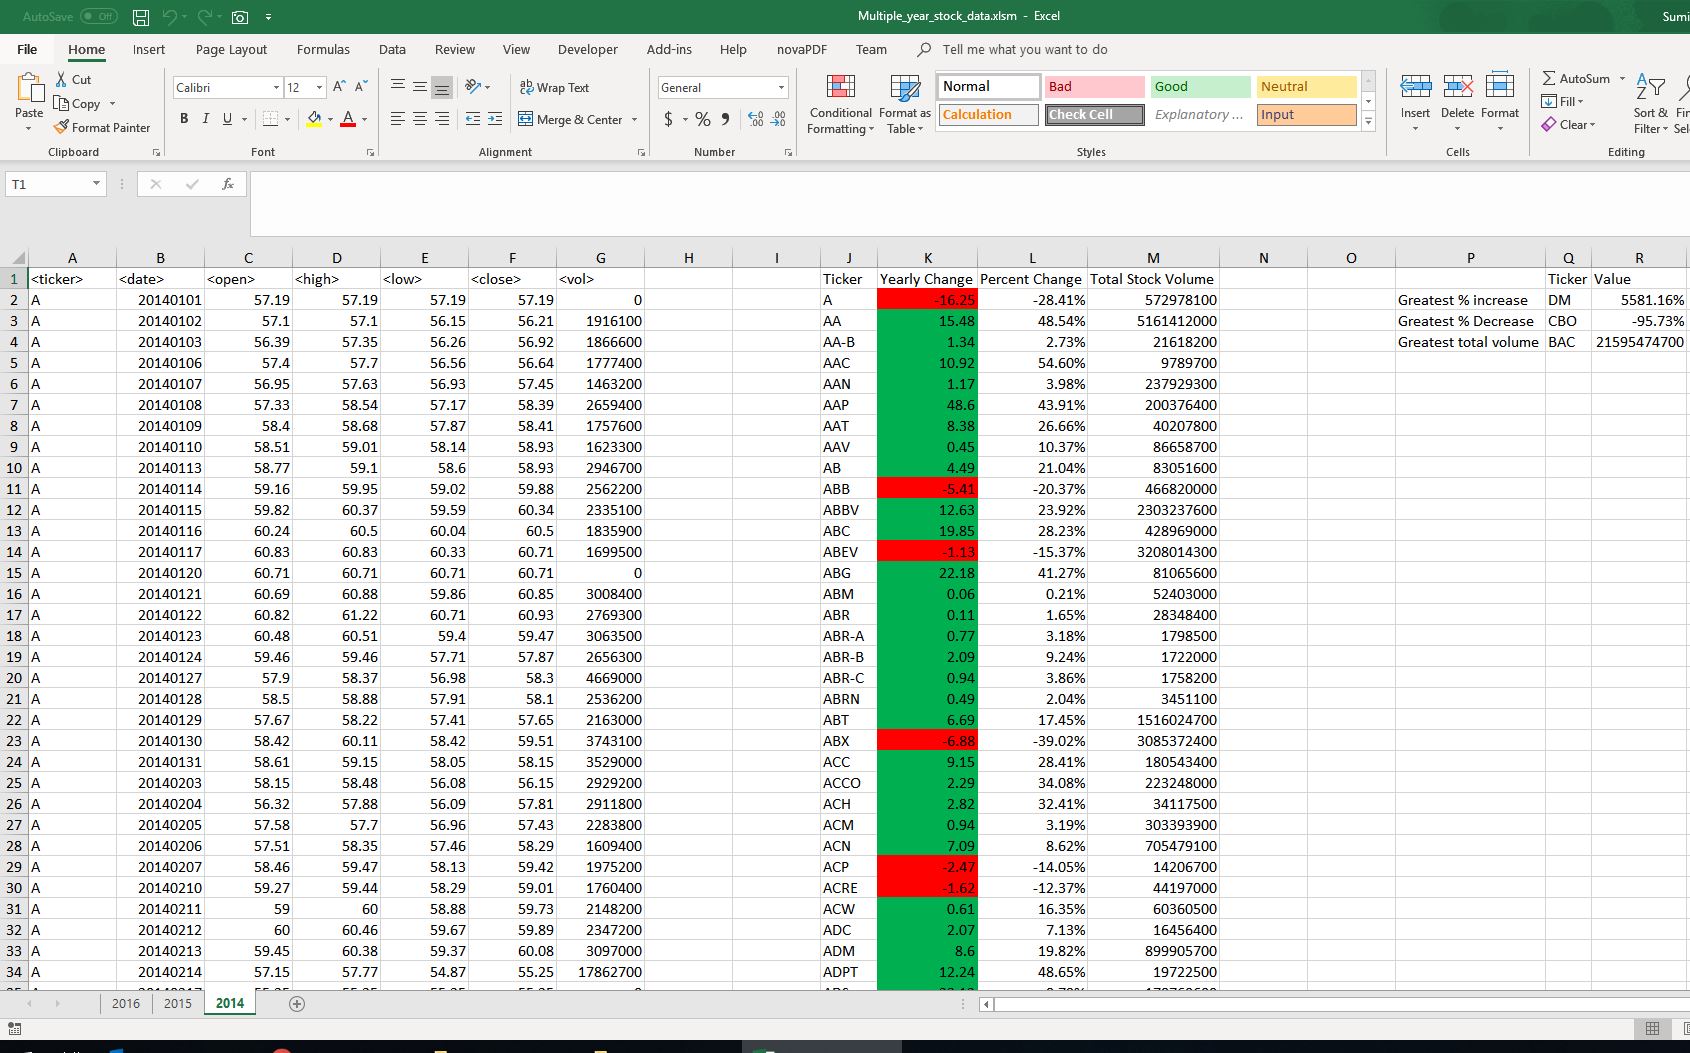 AutoSave Off Multiple_year_stock_data.xlsm - Excel
File Home Insert Page Layout Formulas Data Review View Developer Add-ins Help novaPDF Team Tell me what you want to do
Paste Cut Copy Format Painter Clipboard
Calibri 12 B I U Font
Wrap Text Merge & Center Alignment
General $ % Number
Conditional Formatting Format as Table Normal Bad Good Neutral Calculation Check Cell Explanatory ... Input Styles
Insert Delete Format Cells
AutoSum Fill Clear Sort & Filter Editing
T1 fx
A B C D E F G H I J K L M N O P Q R
1 <ticker> <date> <open> <high> <low> <close> <vol> Ticker Yearly Change Percent Change Total Stock Volume Ticker Value
2 A 20140101 57.19 57.19 57.19 57.19 0 A -16.25 -28.41% 572978100 Greatest % increase DM 5581.16%
3 A 20140102 57.1 57.1 56.15 56.21 1916100 AA 15.48 48.54% 5161412000 Greatest % Decrease CBO -95.73%
4 A 20140103 56.39 57.35 56.26 56.92 1866600 AA-B 1.34 2.73% 21618200 Greatest total volume BAC 21595474700
5 A 20140106 57.4 57.7 56.56 56.64 1777400 AAC 10.92 54.60% 9789700
6 A 20140107 56.95 57.63 56.93 57.45 1463200 AAN 1.17 3.98% 237929300
7 A 20140108 57.33 58.54 57.17 58.39 2659400 AAP 48.6 43.91% 200376400
8 A 20140109 58.4 58.68 57.87 58.41 1757600 AAT 8.38 26.66% 40207800
9 A 20140110 58.51 59.01 58.14 58.93 1623300 AAV 0.45 10.37% 86658700
10 A 20140113 58.77 59.1 58.6 58.93 2946700 AB 4.49 21.04% 83051600
11 A 20140114 59.16 59.95 59.02 59.88 2562200 ABB -5.41 -20.37% 466820000
12 A 20140115 59.82 60.37 59.59 60.34 2335100 ABBV 12.63 23.92% 2303237600
13 A 20140116 60.24 60.5 60.04 60.5 1835900 ABC 19.85 28.23% 428969000
14 A 20140117 60.83 60.83 60.33 60.71 1699500 ABEV -1.13 -15.37% 3208014300
15 A 20140120 60.71 60.71 60.71 60.71 0 ABG 22.18 41.27% 81065600
16 A 20140121 60.69 60.88 59.86 60.85 3008400 ABM 0.06 0.21% 52403000
17 A 20140122 60.82 61.22 60.71 60.93 2769300 ABR 0.11 1.65% 28348400
18 A 20140123 60.48 60.51 59.4 59.47 3063500 ABR-A 0.77 3.18% 1798500
19 A 20140124 59.46 59.46 57.71 57.87 2656300 ABR-B 2.09 9.24% 1722000
20 A 20140127 57.9 58.37 56.98 58.3 4669000 ABR-C 0.94 3.86% 1758200
21 A 20140128 58.5 58.88 57.91 58.1 2536200 ABRN 0.49 2.04% 3451100
22 A 20140129 57.67 58.22 57.41 57.65 2163000 ABT 6.69 17.45% 1516024700
23 A 20140130 58.42 60.11 58.42 59.51 3743100 ABX -6.88 -39.02% 3085372400
24 A 20140131 58.61 59.15 58.05 58.15 3529000 ACC 9.15 28.41% 180543400
25 A 20140203 58.15 58.48 56.08 56.15 2929200 ACCO 2.29 34.08% 223248000
26 A 20140204 56.32 57.88 56.09 57.81 2911800 ACH 2.82 32.41% 34117500
27 A 20140205 57.58 57.7 56.96 57.43 2283800 ACM 0.94 3.19% 303393900
28 A 20140206 57.51 58.35 57.46 58.29 1609400 ACN 7.09 8.62% 705479100
29 A 20140207 58.46 59.47 58.13 59.42 1975200 ACP -2.47 -14.05% 14206700
30 A 20140210 59.27 59.44 58.29 59.01 1760400 ACRE -1.62 -12.37% 44197000
31 A 20140211 59 60 58.88 59.73 2148200 ACW 0.61 16.35% 60360500
32 A 20140212 60 60.46 59.67 59.89 2347200 ADC 2.07 7.13% 16456400
33 A 20140213 59.45 60.38 59.37 60.08 3097000 ADM 8.6 19.82% 899905700
34 A 20140214 57.15 57.77 54.87 55.25 17862700 ADPT 12.24 48.65% 19722500
2016 2015 2014